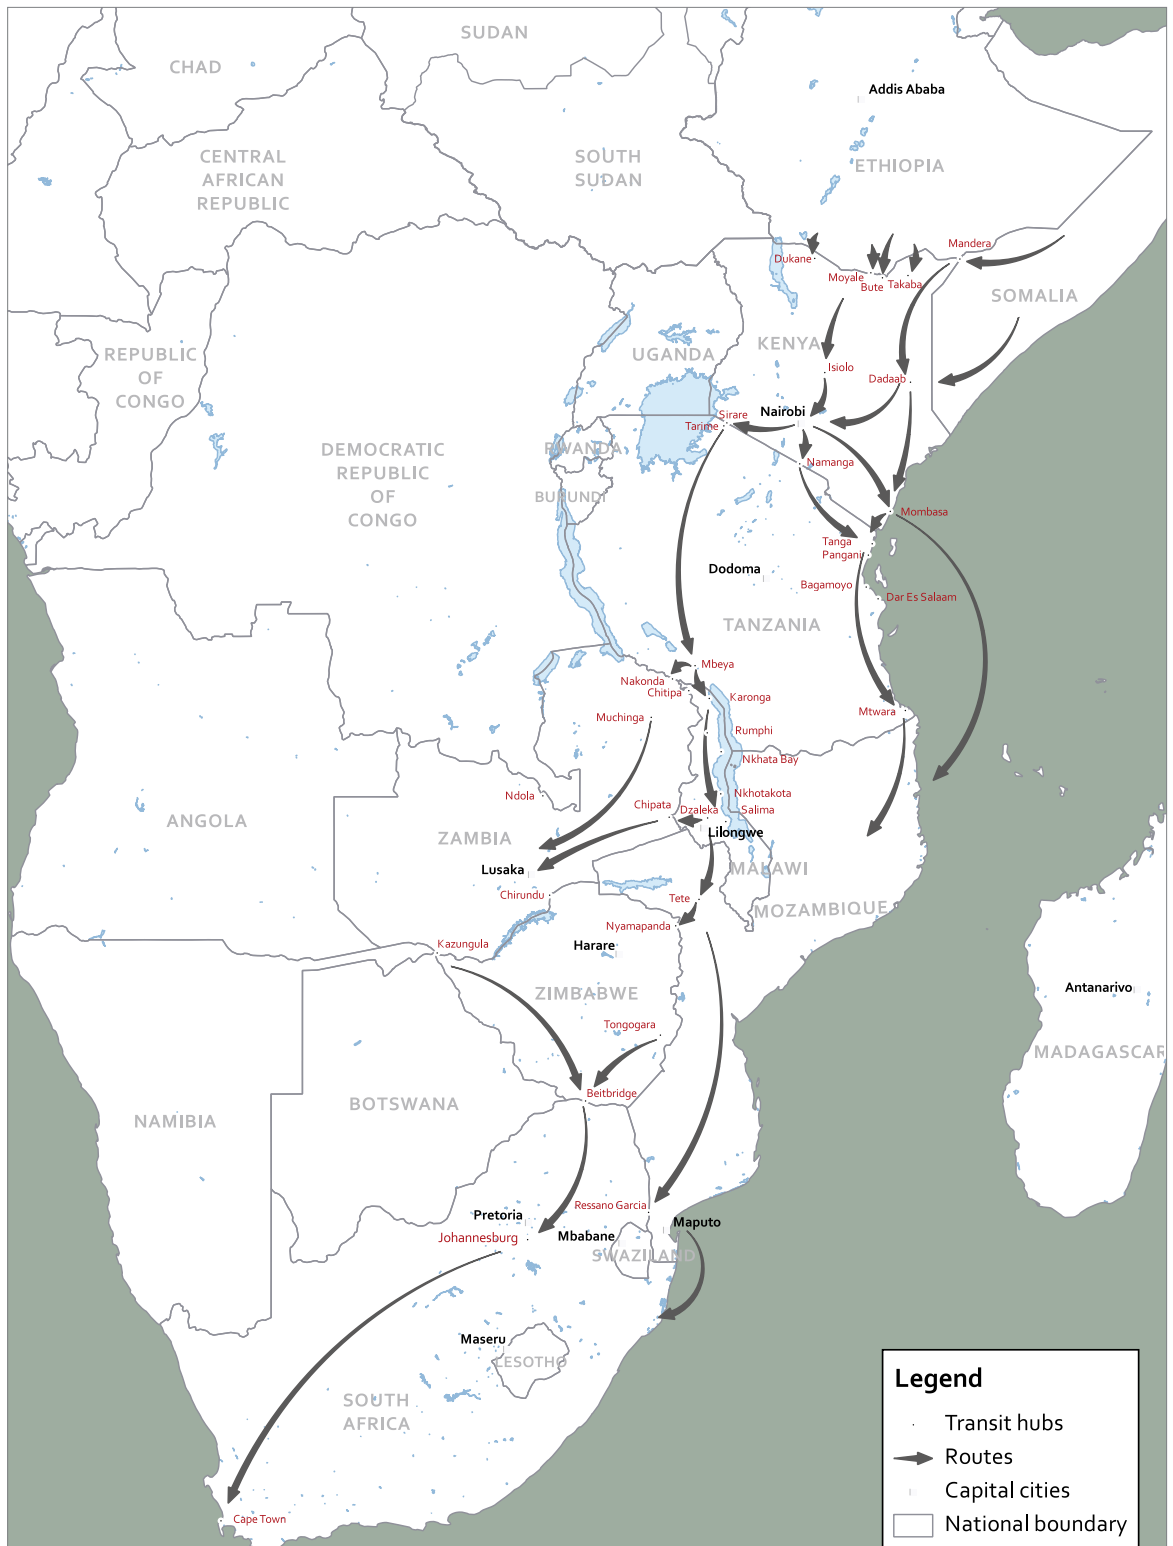 SUDAN
CHAD
Addis Ababa
CENTRAL
AFRICAN
REPUBLIC
SOUTH
SUDAN
ETHIOPIA
Mandera
Dukane
Moyale
Bute
Takaba
SOMALIA
REPUBLIC
OF
CONGO
UGANDA
KENYA
Isiolo
Dadaab
Nairobi
Sirare
Tarime
DEMOCRATIC
REPUBLIC
OF
CONGO
RWANDA
Namanga
BURUNDI
Mombasa
Tanga
Pangani
Dodoma
Bagamoyo
Dar Es Salaam
TANZANIA
Mbeya
Nakonda
Chitipa
Karonga
Muchinga
Mtwara
Rumphi
Nkhata Bay
Ndola
Nkhotakota
Chipata
Dzaleka
Salima
ANGOLA
ZAMBIA
Lilongwe
Lusaka
MALAWI
Chirundu
Tete
MOZAMBIQUE
Nyamapanda
Kazungula
Harare
ZIMBABWE
Antanarivo
Tongogara
MADAGASCAR
Beitbridge
BOTSWANA
NAMIBIA
Ressano Garcia
Pretoria
Maputo
Johannesburg
Mbabane
SWAZILAND
Maseru
LESOTHO
SOUTH
AFRICA
Cape Town
Legend
Transit hubs
Routes
Capital cities
National boundary